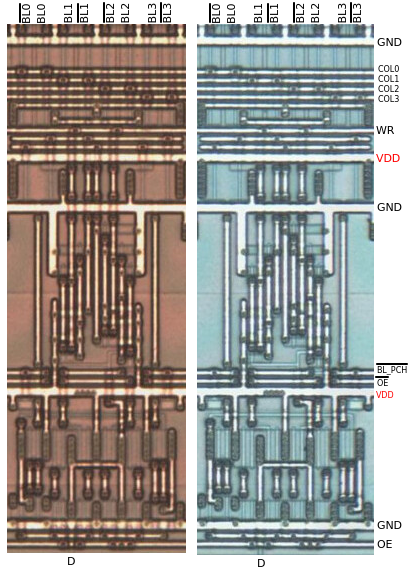 BL0 BL0 BL1 BL1 BL2 BL2 BL3 BL3
BL0 BL0 BL1 BL1 BL2 BL2 BL3 BL3
GND
COL0
COL1
COL2
COL3
WR
VDD
GND
BL_PCH
OE
VDD
GND
OE
D
D